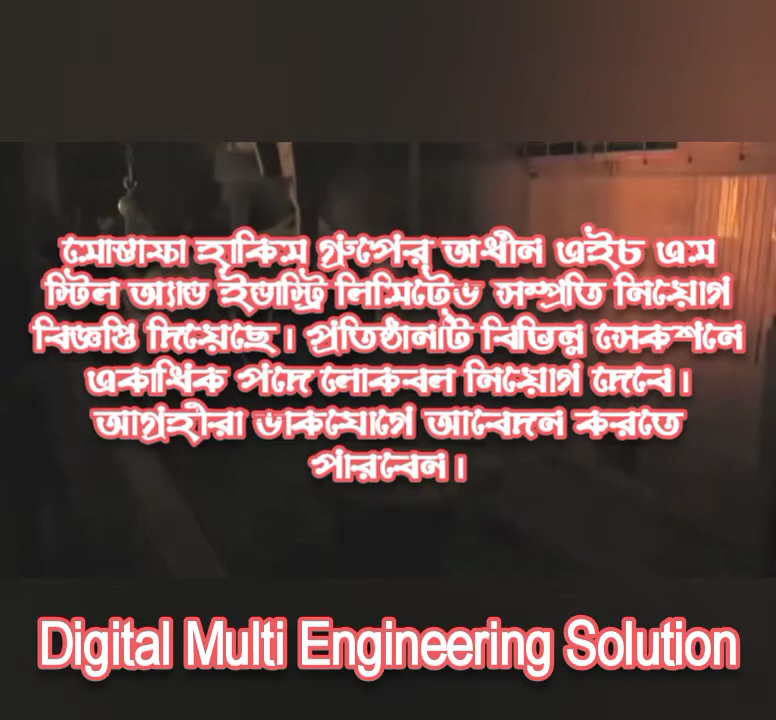 মোস্তাফা হাকিম গ্রুপের অধীন এইচ এম
স্টিল অ্যান্ড ইন্ডাস্ট্রি লিমিটেড সম্প্রতি নিয়োগ
বিজ্ঞপ্তি দিয়েছে। প্রতিষ্ঠানটি বিভিন্ন সেকশনে
একাধিক পদে লোকবল নিয়োগ দেবে।
আগ্রহীরা ডাকযোগে আবেদন করতে
পারবেন।
Digital Multi Engineering Solution